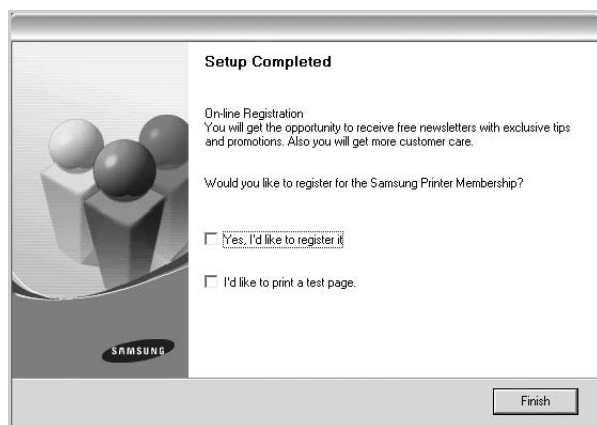 Setup Completed
On-line Registration
You will get the opportunity to receive free newsletters with exclusive tips
and promotions. Also you will get more customer care.
Would you like to register for the Samsung Printer Membership?
Yes, I'd like to register it
I'd like to print a test page.
SAMSUNG
Finish